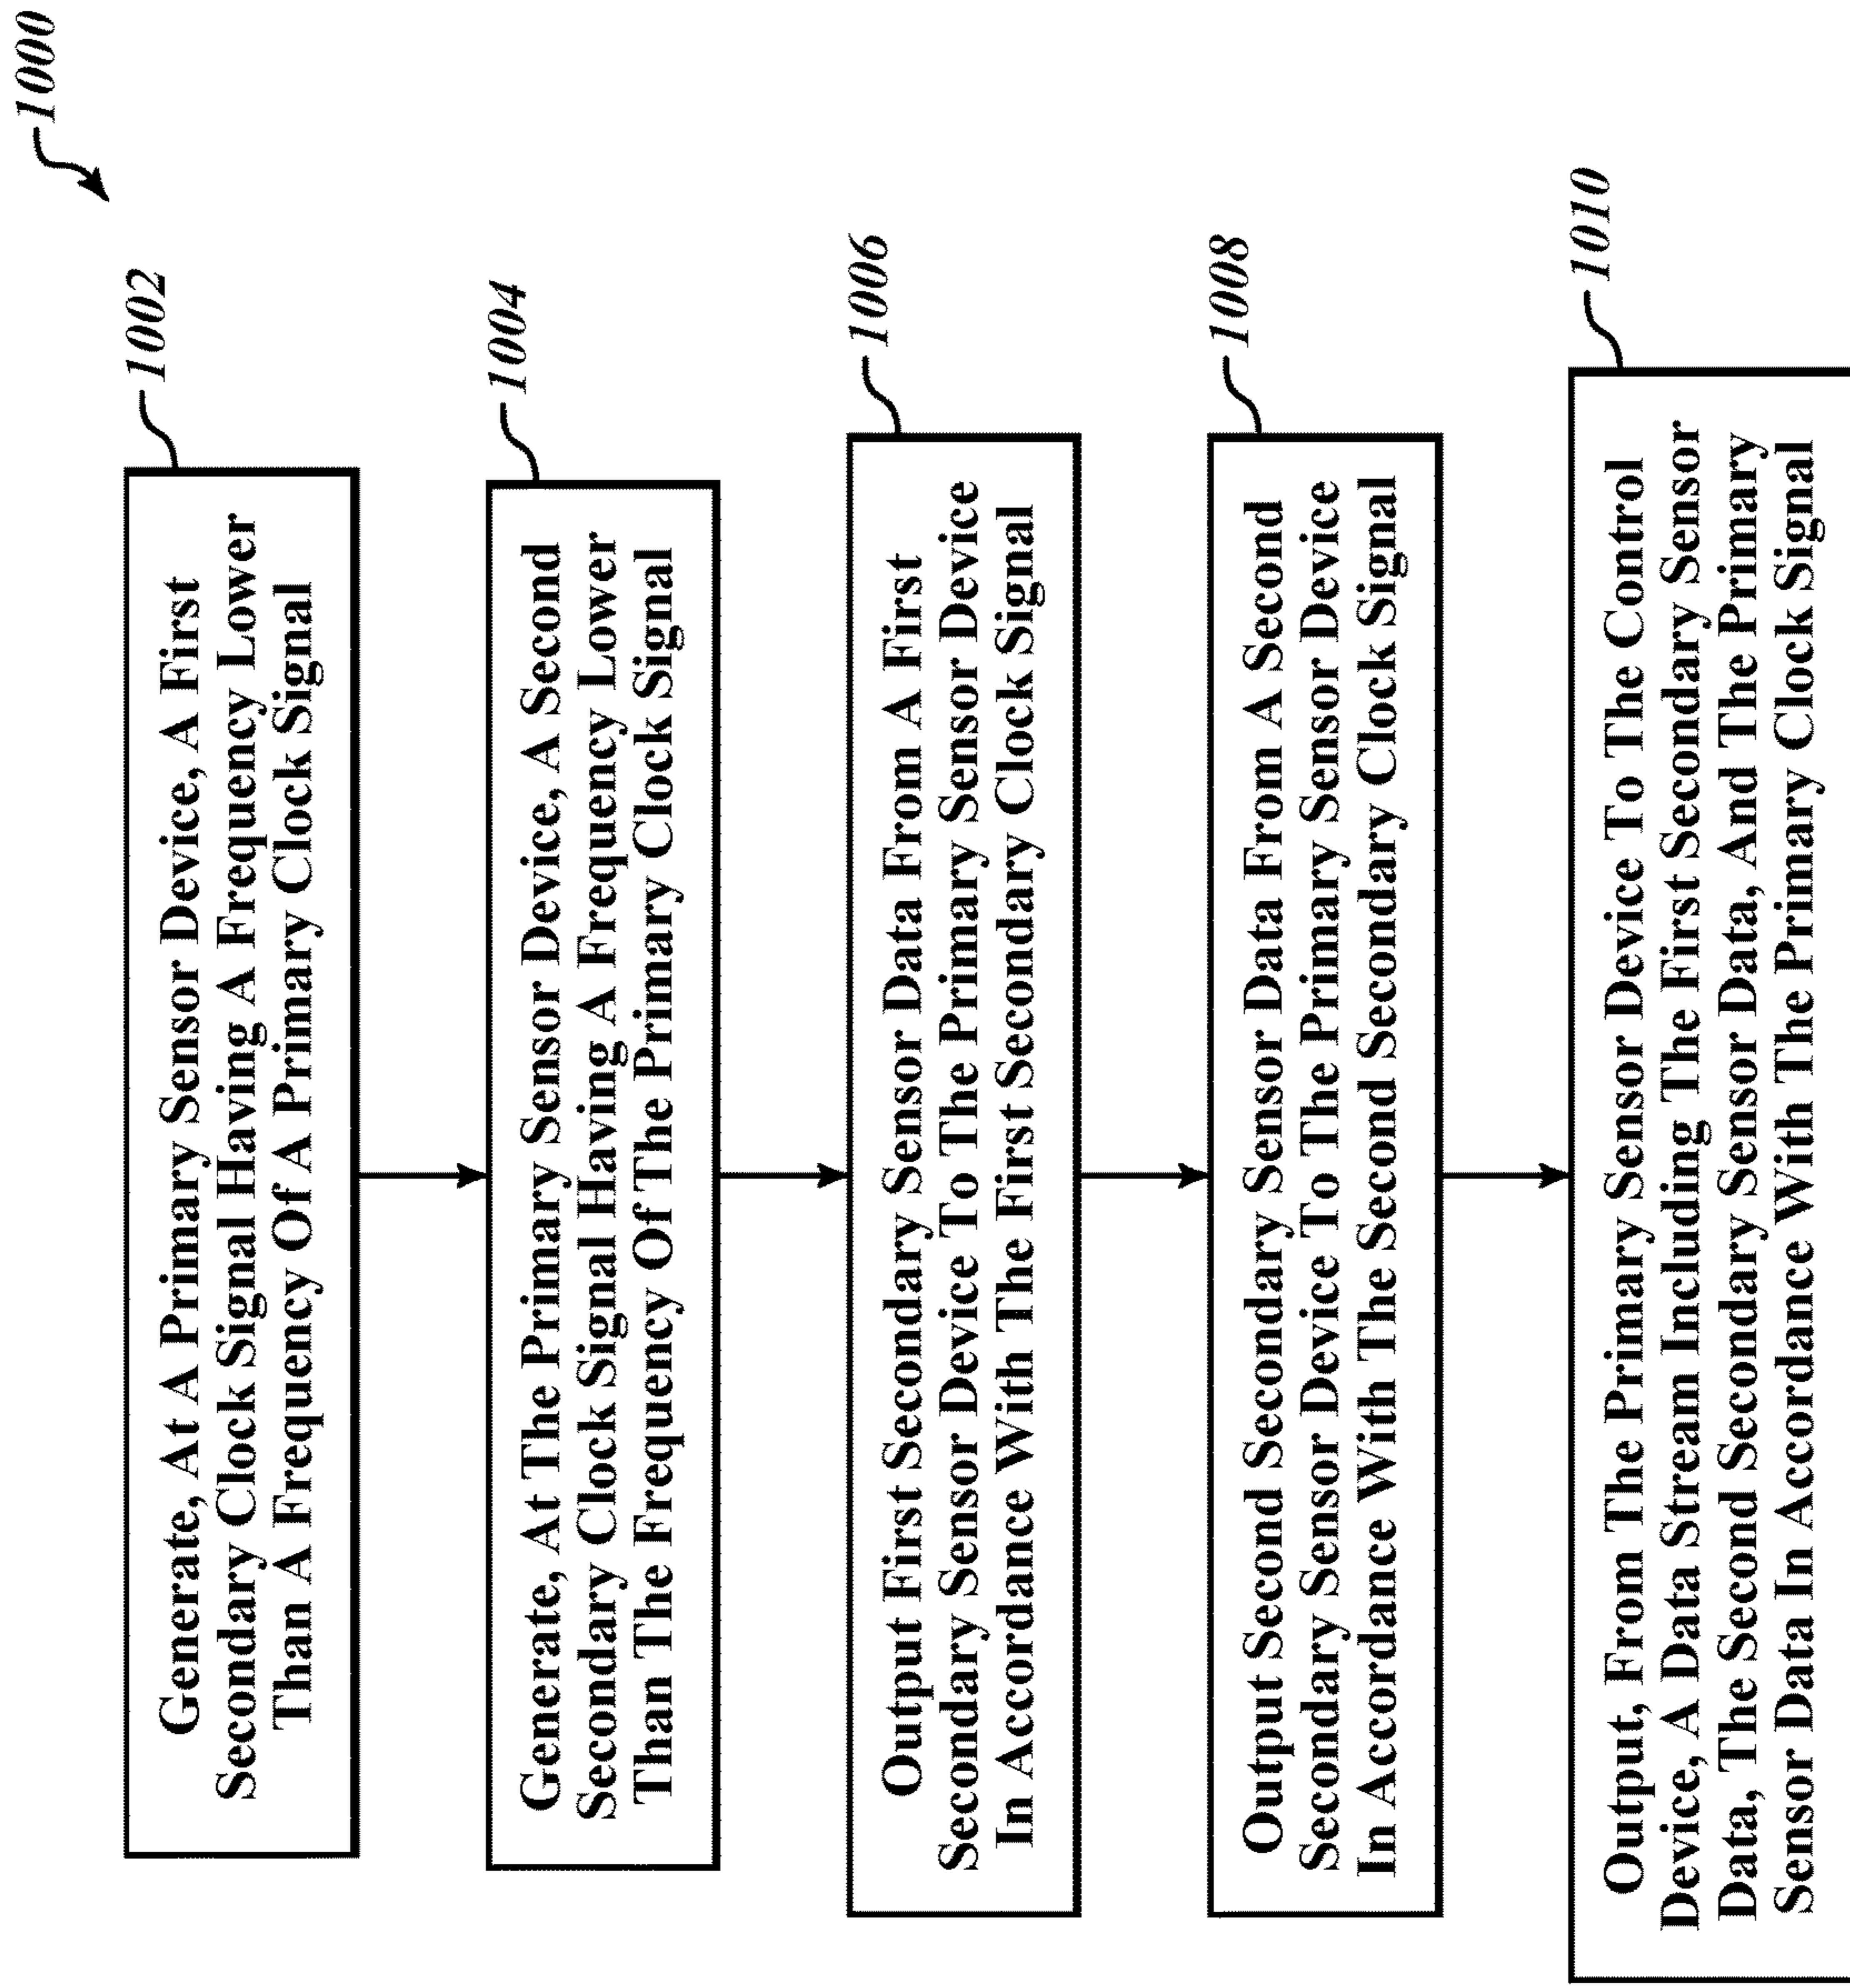 1000
1002
Generate, At A Primary Sensor Device, A First
Secondary Clock Signal Having A Frequency Lower
Than A Frequency Of A Primary Clock Signal
1004
Generate, At The Primary Sensor Device, A Second
Secondary Clock Signal Having A Frequency Lower
Than The Frequency Of The Primary Clock Signal
1006
Output First Secondary Sensor Data From A First
Secondary Sensor Device To The Primary Sensor Device
In Accordance With The First Secondary Clock Signal
1008
Output Second Secondary Sensor Data From A Second
Secondary Sensor Device To The Primary Sensor Device
In Accordance With The Second Secondary Clock Signal
1010
Output, From The Primary Sensor Device To The Control
Device, A Data Stream Including The First Secondary Sensor
Data, The Second Secondary Sensor Data, And The Primary
Sensor Data In Accordance With The Primary Clock Signal